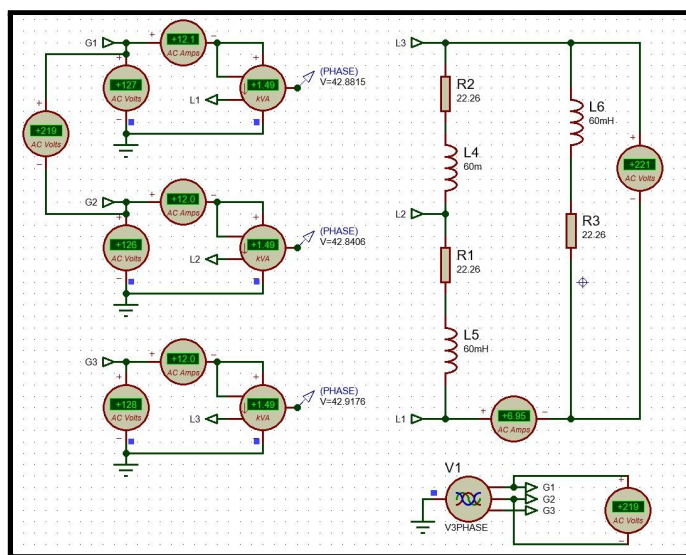 G1
+12.1
AC Amps
+127
AC Volts
+1.49
kVA
(PHASE)
V=42.8815
L1
+219
AC Volts
G2
+12.0
AC Amps
+126
AC Volts
+1.49
kVA
(PHASE)
V=42.8406
L2
G3
+12.0
AC Amps
+128
AC Volts
+1.49
kVA
(PHASE)
V=42.9176
L3
L3
R2
22.26
L6
60mH
L4
60m
+221
AC Volts
L2
R3
22.26
R1
22.26
L5
60mH
L1
+6.95
AC Amps
V1
V3PHASE
G1
G2
G3
+219
AC Volts